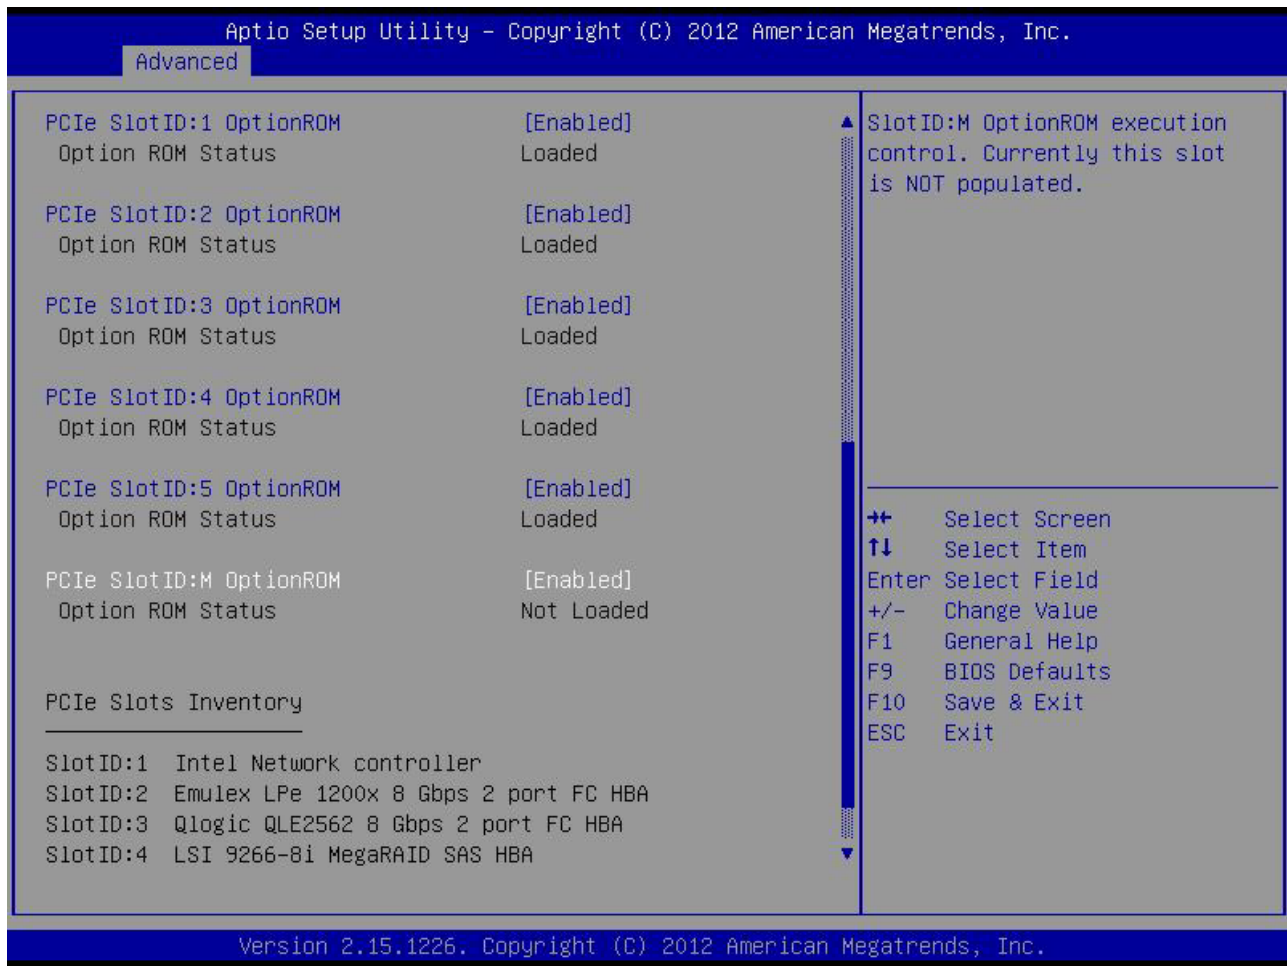 Aptio Setup Utility – Copyright (C) 2012 American Megatrends, Inc.
Advanced
PCIe SlotID:1 OptionROM [Enabled]
Option ROM Status Loaded
PCIe SlotID:2 OptionROM [Enabled]
Option ROM Status Loaded
PCIe SlotID:3 OptionROM [Enabled]
Option ROM Status Loaded
PCIe SlotID:4 OptionROM [Enabled]
Option ROM Status Loaded
PCIe SlotID:5 OptionROM [Enabled]
Option ROM Status Loaded
PCIe SlotID:M OptionROM [Enabled]
Option ROM Status Not Loaded
PCIe Slots Inventory
SlotID:1 Intel Network controller
SlotID:2 Emulex LPe 1200x 8 Gbps 2 port FC HBA
SlotID:3 Qlogic QLE2562 8 Gbps 2 port FC HBA
SlotID:4 LSI 9266-8i MegaRAID SAS HBA
SlotID:M OptionROM execution
control. Currently this slot
is NOT populated.
→← Select Screen
↑↓ Select Item
Enter Select Field
+/- Change Value
F1 General Help
F9 BIOS Defaults
F10 Save & Exit
ESC Exit
Version 2.15.1226. Copyright (C) 2012 American Megatrends, Inc.